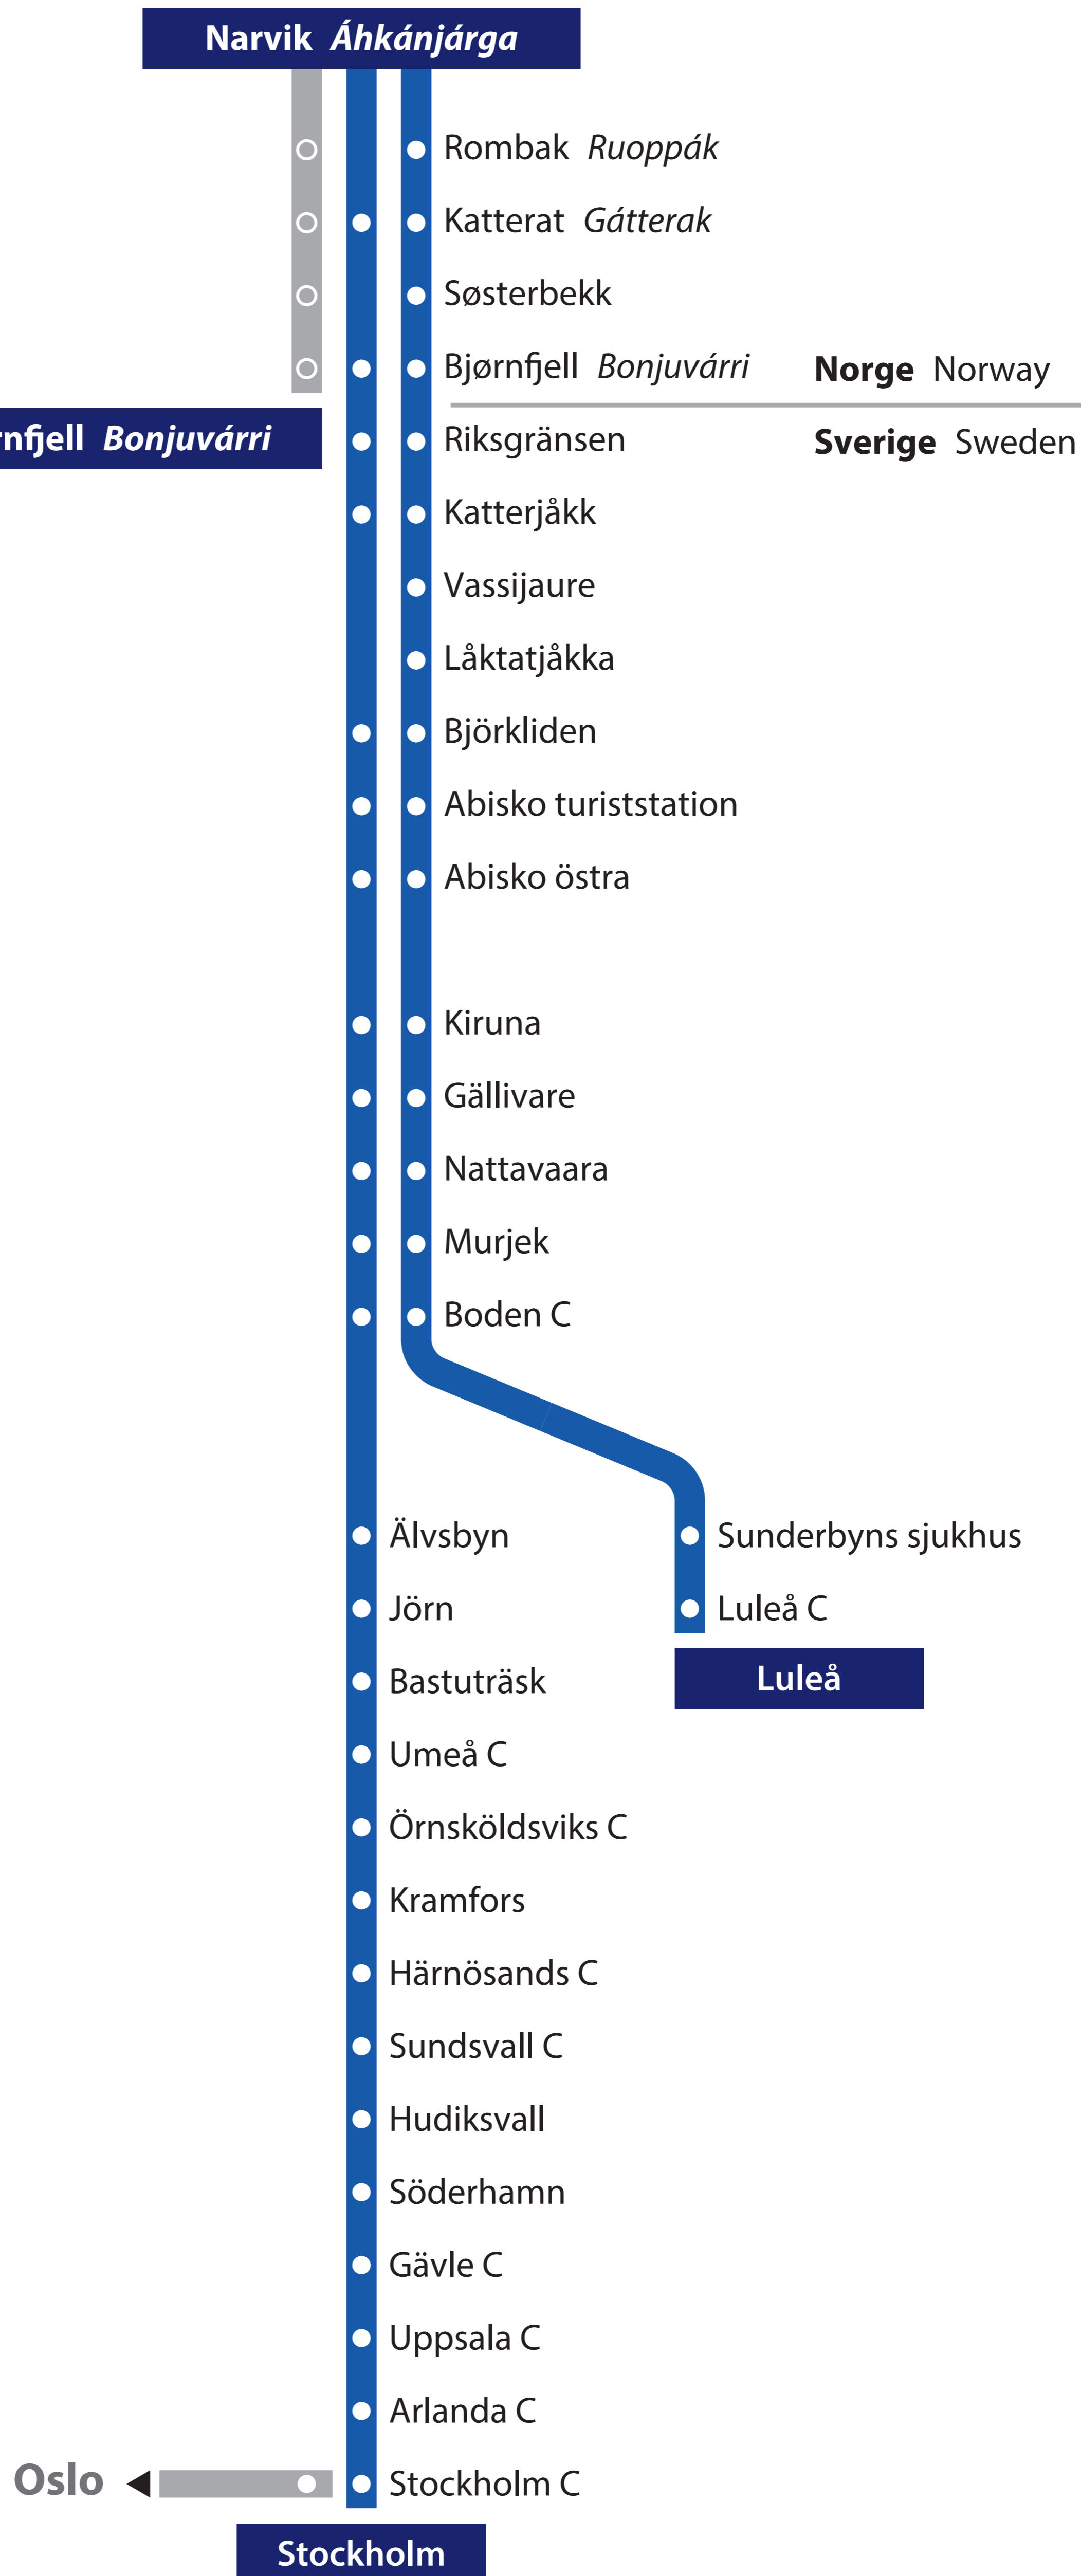 Narvik Áhkánjárga
Rombak Ruoppák
Katterat Gátterak
Søsterbekk
Bjørnfjell Bonjuvárri Norge Norway
rnfjell Bonjuvárri
Riksgränsen Sverige Sweden
Katterjåkk
Vassijaure
Låktatjåkka
Björkliden
Abisko turiststation
Abisko östra
Kiruna
Gällivare
Nattavaara
Murjek
Boden C
Älvsbyn
Sunderbyns sjukhus
Jörn
Luleå C
Bastuträsk
Luleå
Umeå C
Örnsköldsviks C
Kramfors
Härnösands C
Sundsvall C
Hudiksvall
Söderhamn
Gävle C
Uppsala C
Arlanda C
Oslo
Stockholm C
Stockholm